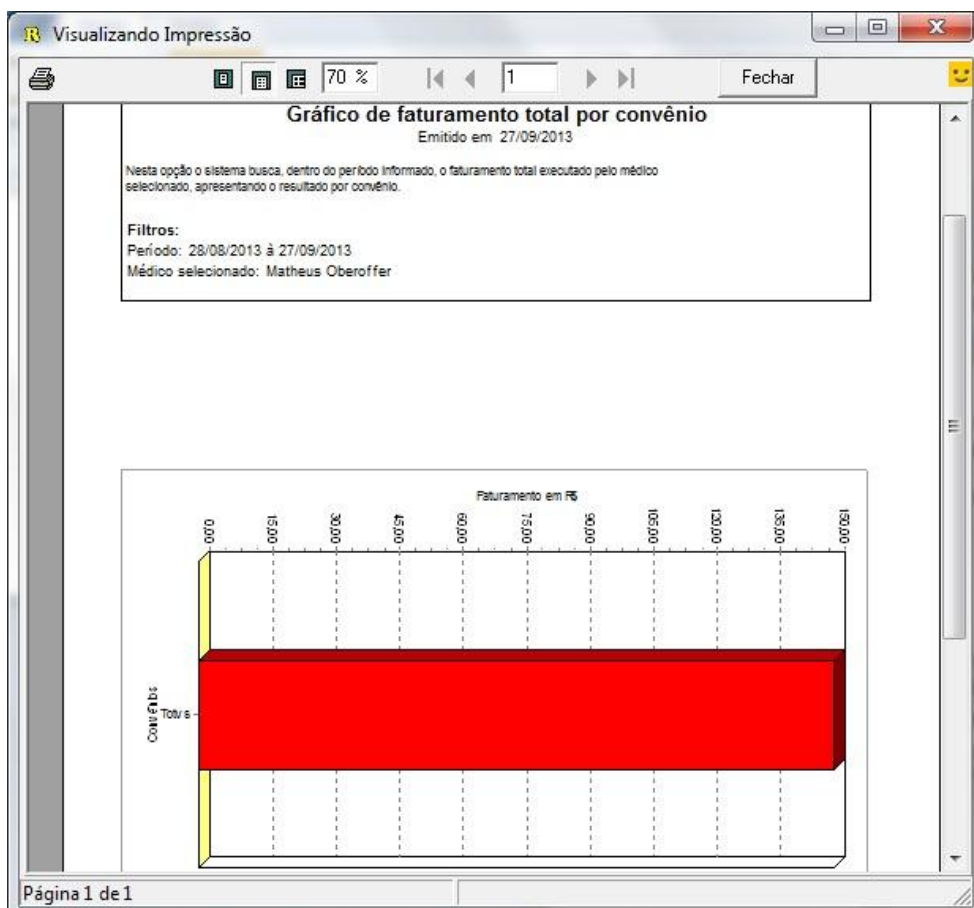 Visualizando Impressão
70 %
1
Fechar
Gráfico de faturamento total por convênio
Emitido em 27/09/2013
Nesta opção o sistema busca, dentro do período informado, o faturamento total executado pelo médico
selecionado, apresentando o resultado por convênio.
Filtros:
Período: 28/08/2013 à 27/09/2013
Médico selecionado: Matheus Oberoffer
Faturamento em R$
0,00 15,00 30,00 45,00 60,00 75,00 90,00 105,00 120,00 135,00 150,00
Convênios
Totvs
Página 1 de 1